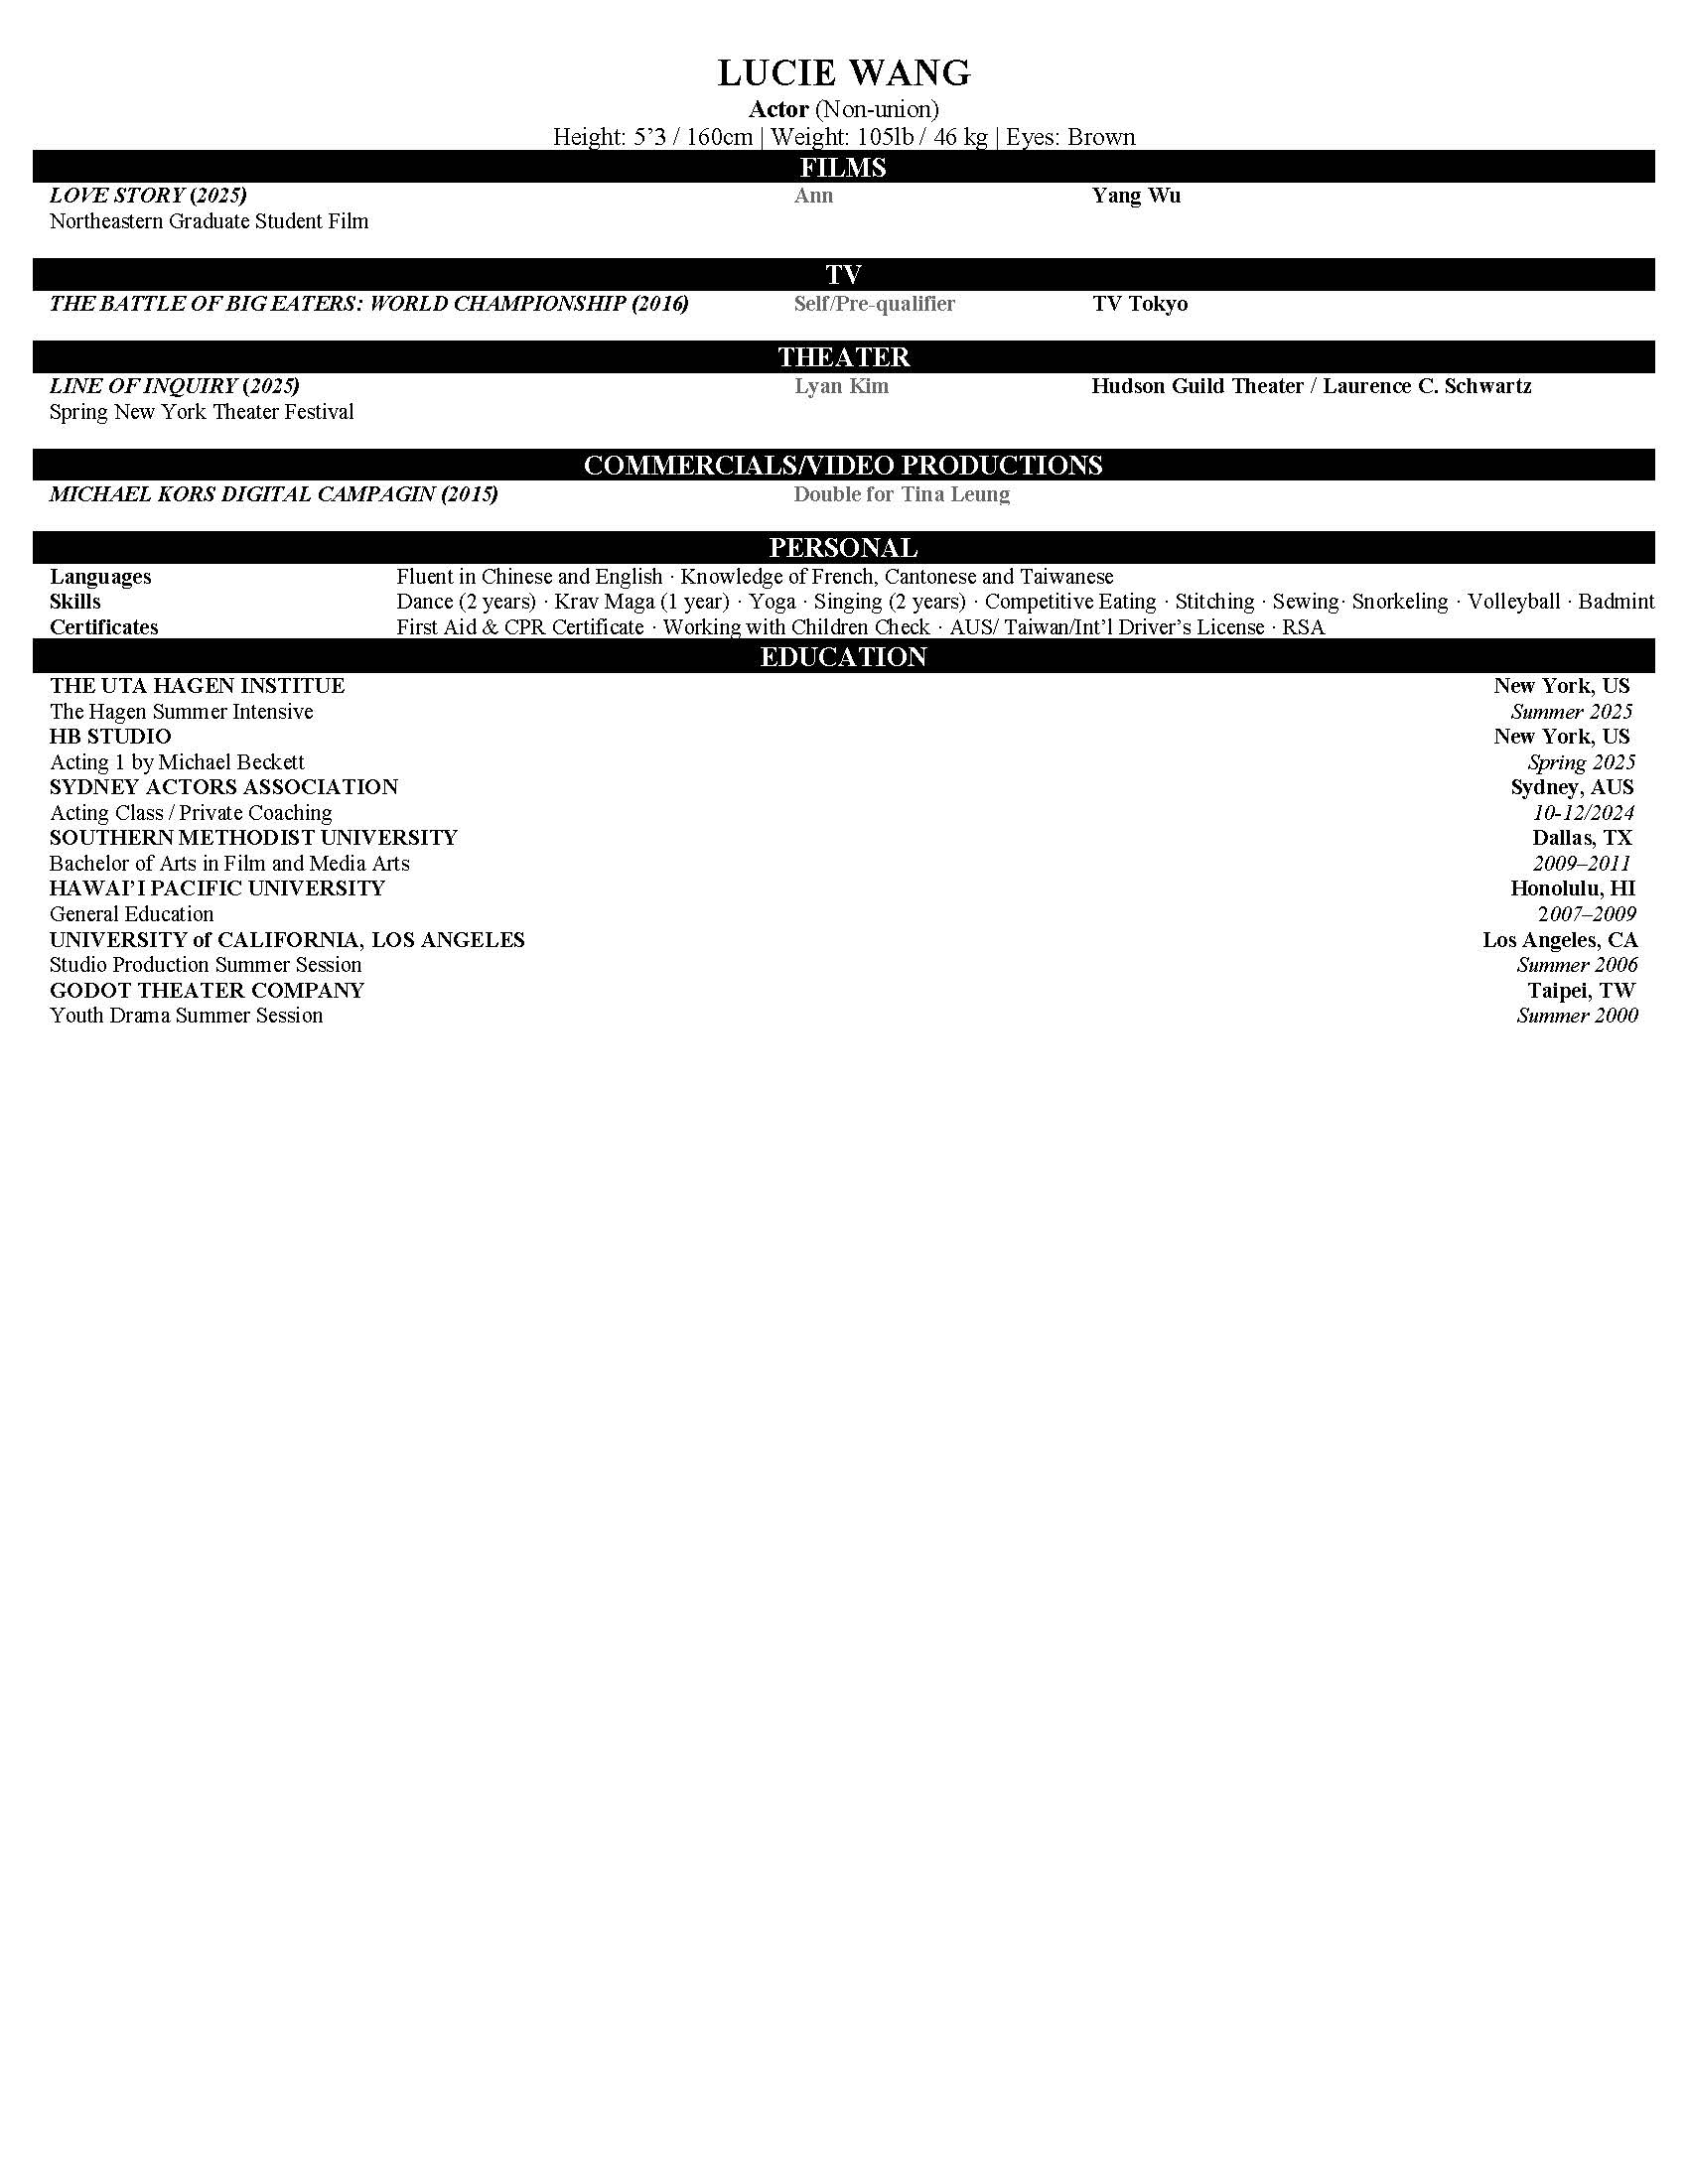 LUCIE WANG
Actor (Non-union)
Height: 5’3 / 160cm | Weight: 105lb / 46 kg | Eyes: Brown
FILMS
LOVE STORY (2025) Ann Yang Wu
Northeastern Graduate Student Film
TV
THE BATTLE OF BIG EATERS: WORLD CHAMPIONSHIP (2016) Self/Pre-qualifier TV Tokyo
THEATER
LINE OF INQUIRY (2025) Lyan Kim Hudson Guild Theater / Laurence C. Schwartz
Spring New York Theater Festival
COMMERCIALS/VIDEO PRODUCTIONS
MICHAEL KORS DIGITAL CAMPAGIN (2015) Double for Tina Leung
PERSONAL
Languages Fluent in Chinese and English · Knowledge of French, Cantonese and Taiwanese
Skills Dance (2 years) · Krav Maga (1 year) · Yoga · Singing (2 years) · Competitive Eating · Stitching · Sewing· Snorkeling · Volleyball · Badmint
Certificates First Aid & CPR Certificate · Working with Children Check · AUS/ Taiwan/Int’l Driver’s License · RSA
EDUCATION
THE UTA HAGEN INSTITUE New York, US
The Hagen Summer Intensive Summer 2025
HB STUDIO New York, US
Acting 1 by Michael Beckett Spring 2025
SYDNEY ACTORS ASSOCIATION Sydney, AUS
Acting Class / Private Coaching 10-12/2024
SOUTHERN METHODIST UNIVERSITY Dallas, TX
Bachelor of Arts in Film and Media Arts 2009–2011
HAWAI’I PACIFIC UNIVERSITY Honolulu, HI
General Education 2007–2009
UNIVERSITY of CALIFORNIA, LOS ANGELES Los Angeles, CA
Studio Production Summer Session Summer 2006
GODOT THEATER COMPANY Taipei, TW
Youth Drama Summer Session Summer 2000